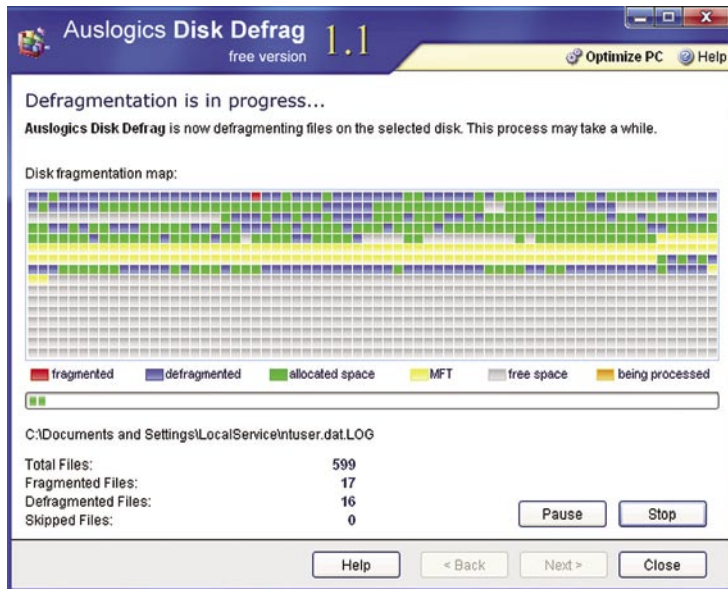 Auslogics Disk Defrag 1.1
free version
Optimize PC Help
Defragmentation is in progress...
Auslogics Disk Defrag is now defragmenting files on the selected disk. This process may take a while.
Disk fragmentation map:
fragmented defragmented allocated space MFT free space being processed
C:\Documents and Settings\LocalService\ntuser.dat.LOG
Total Files: 599
Fragmented Files: 17
Defragmented Files: 16
Skipped Files: 0
Pause Stop
Help < Back Next > Close